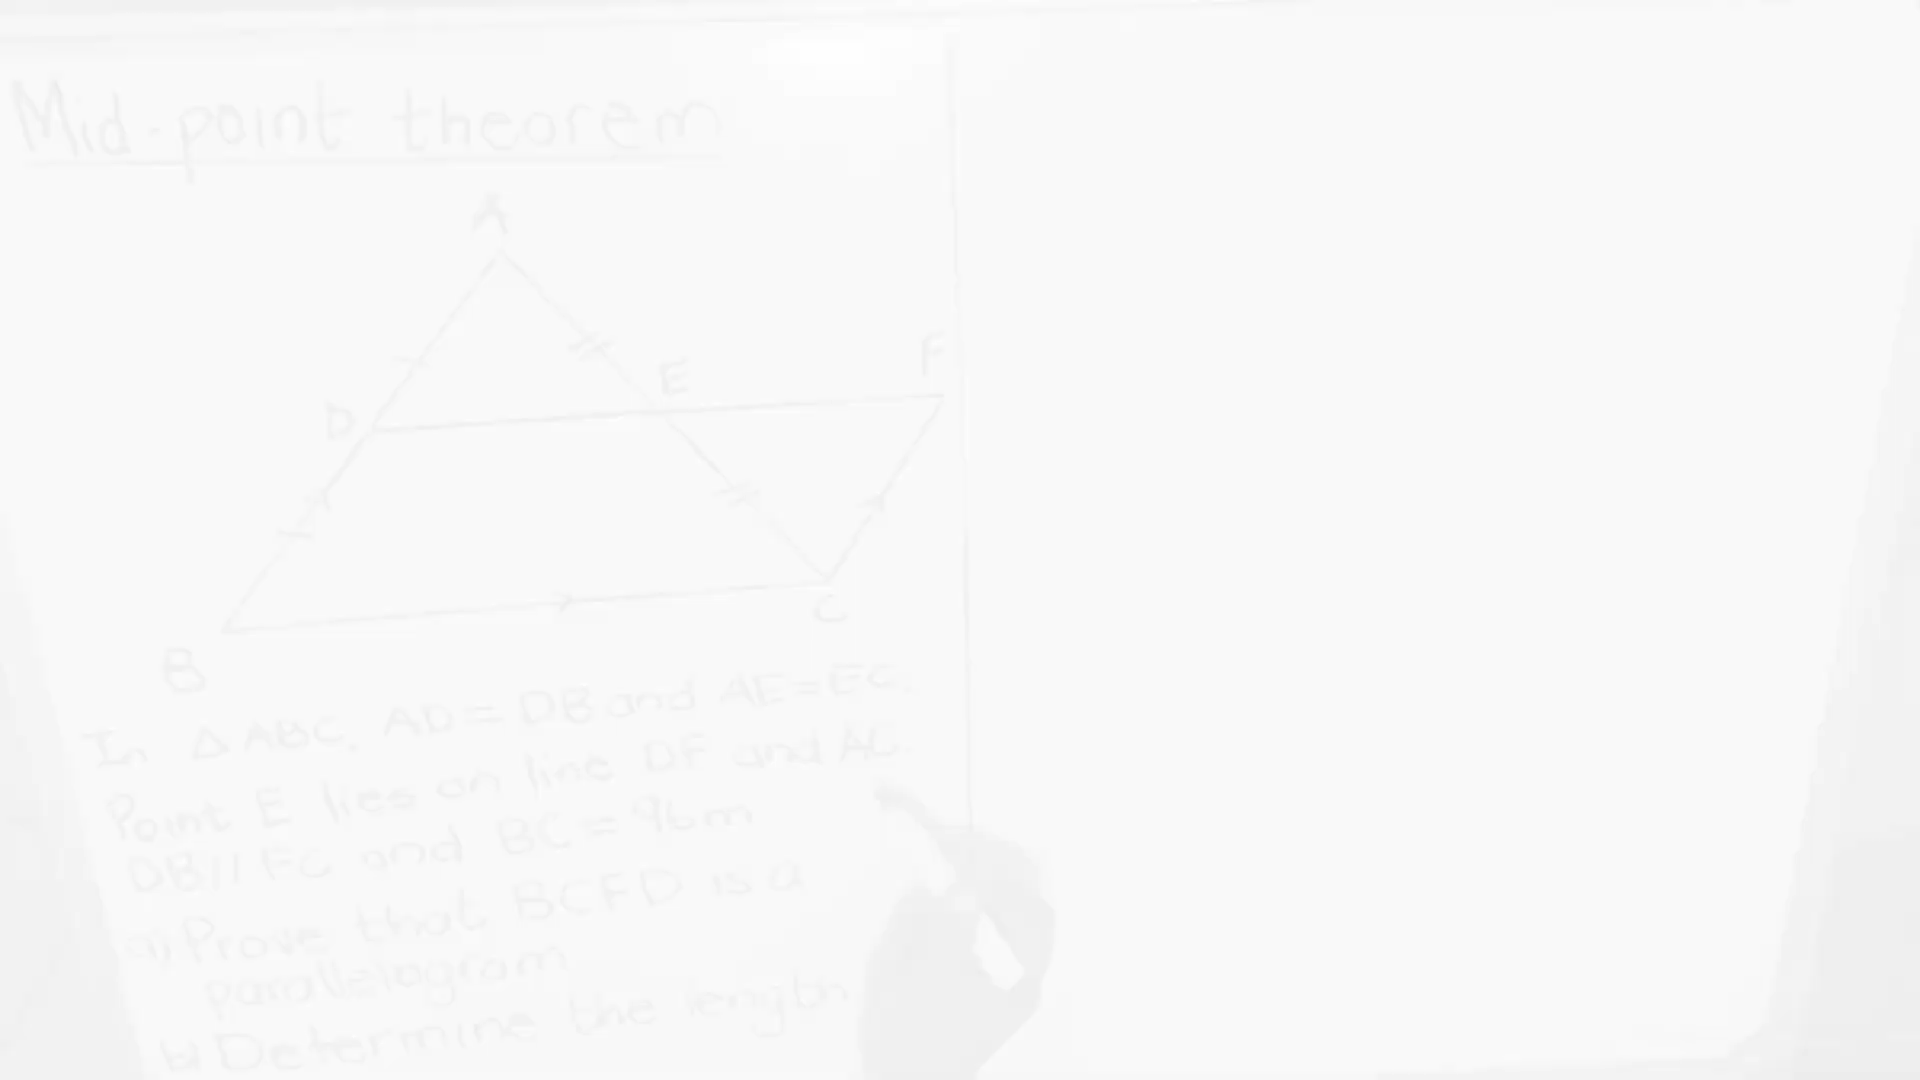 Mid-point theorem
A
F
E
D
C
B
In △ ABC, AD = DB and AE = EC.
Point E lies on line DF and AC.
DB // FC and BC = 96m
a) Prove that BCFD is a
parallelogram
b) Determine the length